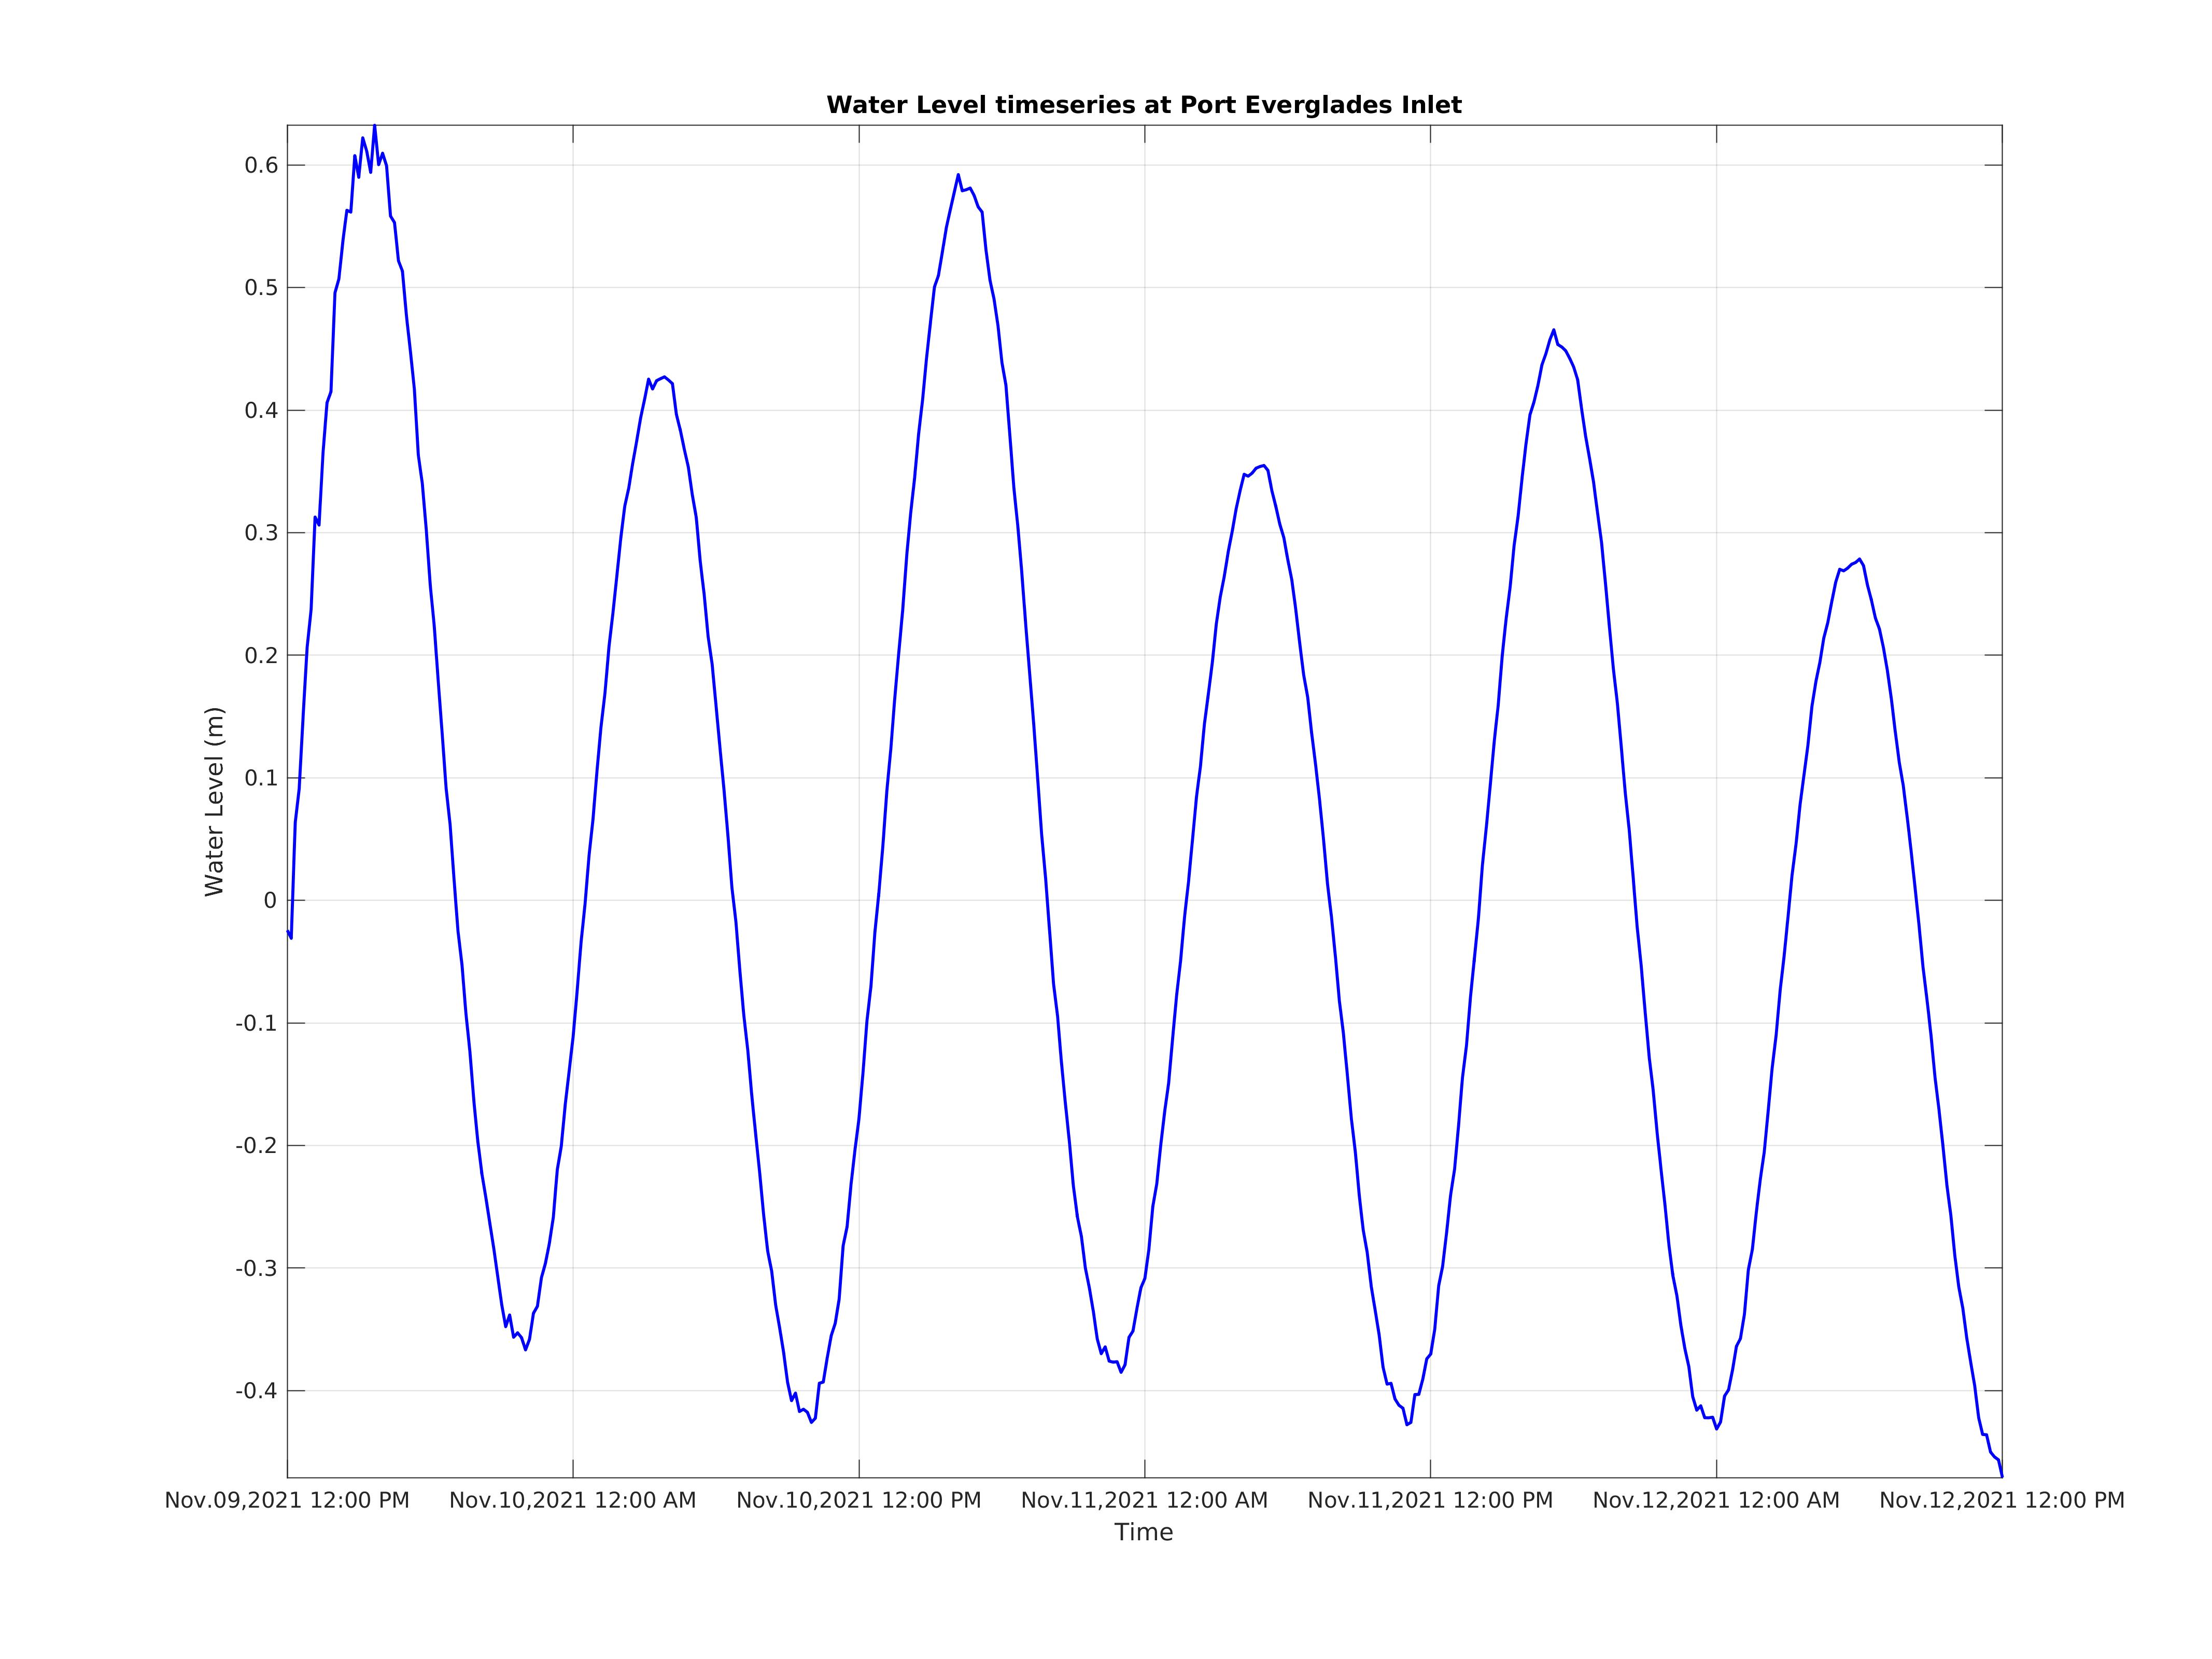 Water Level timeseries at Port Everglades Inlet
0.6
0.5
0.4
0.3
0.2
0.1
0
-0.1
-0.2
-0.3
-0.4
Water Level (m)
Nov.09,2021 12:00 PM Nov.10,2021 12:00 AM Nov.10,2021 12:00 PM Nov.11,2021 12:00 AM Nov.11,2021 12:00 PM Nov.12,2021 12:00 AM Nov.12,2021 12:00 PM
Time